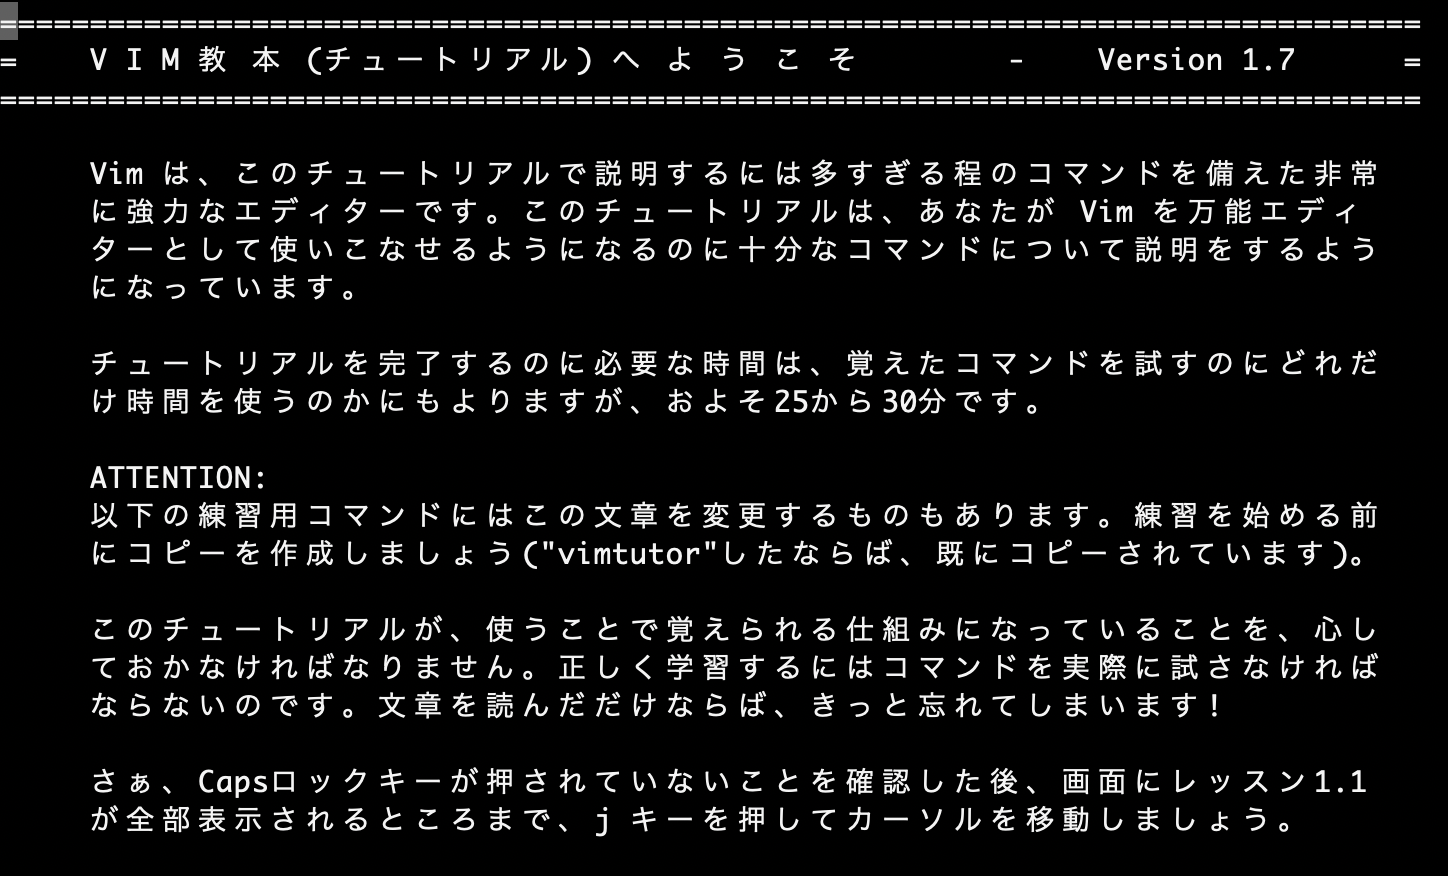 ===============================================================================
=    V I M 教 本 (チュートリアル) へ よ う こ そ        -    Version 1.7      =
===============================================================================
Vim は、このチュートリアルで説明するには多すぎる程のコマンドを備えた非常
に強力なエディターです。このチュートリアルは、あなたが Vim を万能エディ
ターとして使いこなせるようになるのに十分なコマンドについて説明をするよう
になっています。
チュートリアルを完了するのに必要な時間は、覚えたコマンドを試すのにどれだ
け時間を使うのかにもよりますが、およそ25から30分です。
ATTENTION:
以下の練習用コマンドにはこの文章を変更するものもあります。練習を始める前
にコピーを作成しましょう("vimtutor"したならば、既にコピーされています)。
このチュートリアルが、使うことで覚えられる仕組みになっていることを、心し
ておかなければなりません。正しく学習するにはコマンドを実際に試さなければ
ならないのです。文章を読んだだけならば、きっと忘れてしまいます!
さぁ、Capsロックキーが押されていないことを確認した後、画面にレッスン1.1
が全部表示されるところまで、j キーを押してカーソルを移動しましょう。